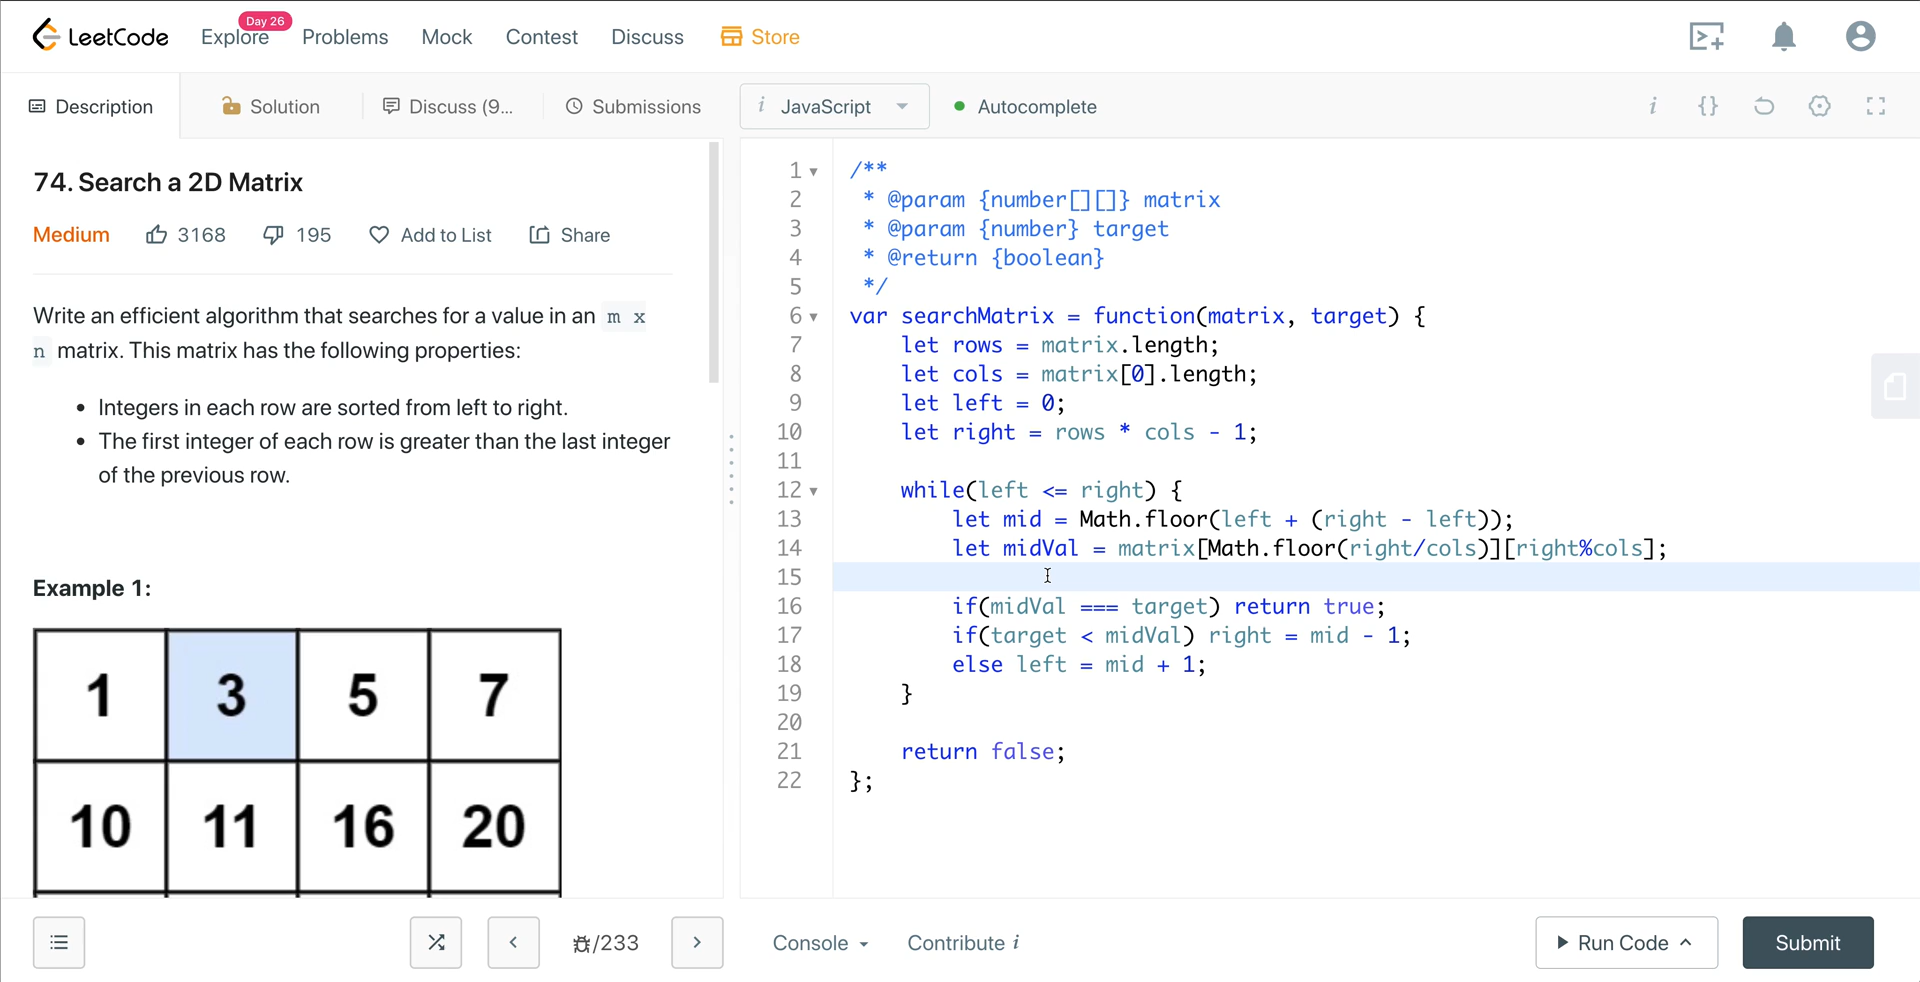 LeetCode
Explore
Day 26
Problems
Mock
Contest
Discuss
Store
Description
Solution
Discuss (9...
Submissions
i JavaScript
Autocomplete
i {}
74. Search a 2D Matrix
Medium
3168
195
Add to List
Share
Write an efficient algorithm that searches for a value in an m x
n matrix. This matrix has the following properties:
• Integers in each row are sorted from left to right.
• The first integer of each row is greater than the last integer
of the previous row.
Example 1:
1 3 5 7
10 11 16 20
1 /**
2  * @param {number[][]} matrix
3  * @param {number} target
4  * @return {boolean}
5  */
6 var searchMatrix = function(matrix, target) {
7     let rows = matrix.length;
8     let cols = matrix[0].length;
9     let left = 0;
10     let right = rows * cols - 1;
11
12     while(left <= right) {
13         let mid = Math.floor(left + (right - left));
14         let midVal = matrix[Math.floor(right/cols)][right%cols];
15
16         if(midVal === target) return true;
17         if(target < midVal) right = mid - 1;
18         else left = mid + 1;
19     }
20
21     return false;
22 };
/233
Console
Contribute i
Run Code
Submit